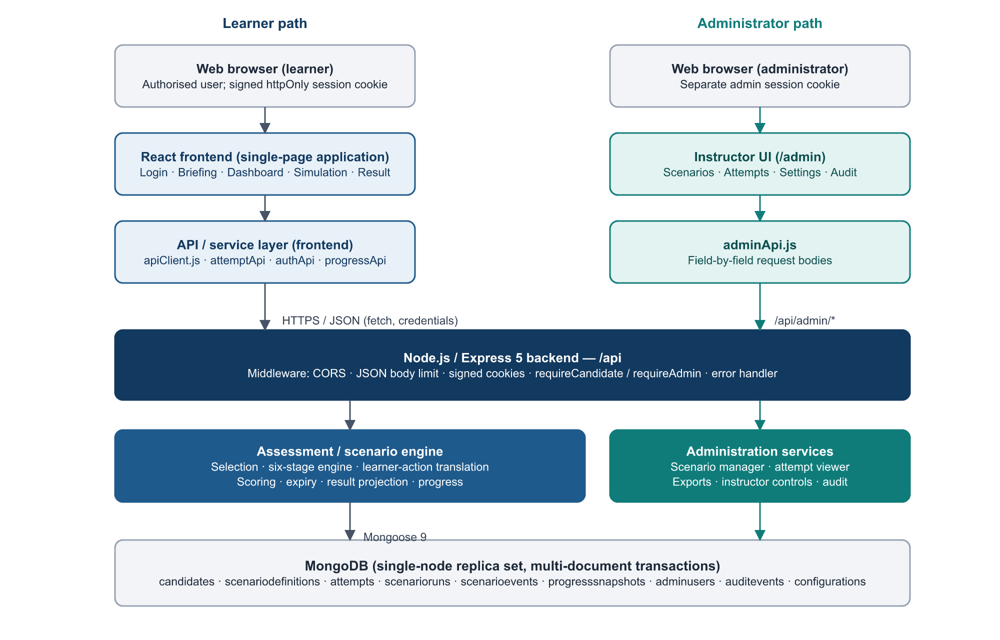 Learner path
Administrator path
Web browser (learner)
Authorised user; signed httpOnly session cookie
Web browser (administrator)
Separate admin session cookie
React frontend (single-page application)
Login · Briefing · Dashboard · Simulation · Result
Instructor UI (/admin)
Scenarios · Attempts · Settings · Audit
API / service layer (frontend)
apiClient.js · attemptApi · authApi · progressApi
adminApi.js
Field-by-field request bodies
HTTPS / JSON (fetch, credentials)
/api/admin/*
Node.js / Express 5 backend — /api
Middleware: CORS · JSON body limit · signed cookies · requireCandidate / requireAdmin · error handler
Assessment / scenario engine
Selection · six-stage engine · learner-action translation
Scoring · expiry · result projection · progress
Administration services
Scenario manager · attempt viewer
Exports · instructor controls · audit
Mongoose 9
MongoDB (single-node replica set, multi-document transactions)
candidates · scenariodefinitions · attempts · scenarioruns · scenarioevents · progresssnapshots · adminusers · auditevents · configurations